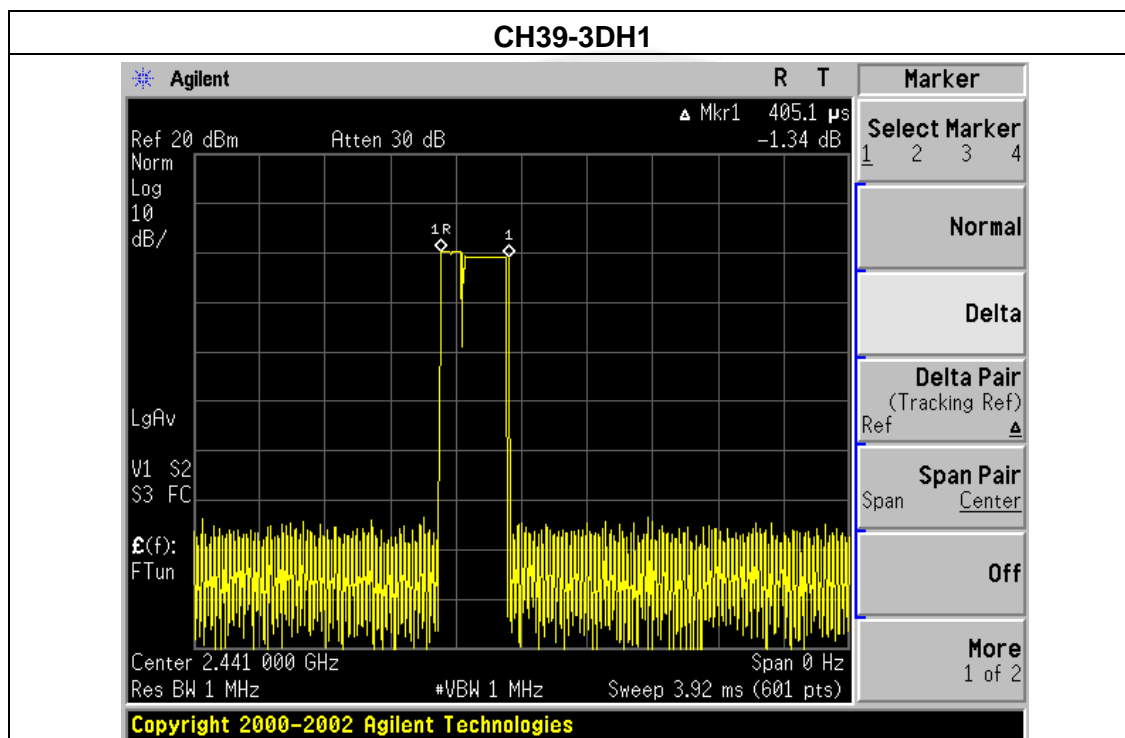 CH39-3DH1
Agilent
R T
Marker
Δ Mkr1 405.1 µs
Ref 20 dBm Atten 30 dB -1.34 dB
Norm
Log
10
dB/
1R
1
LgAv
V1 S2
S3 FC
£(f):
FTun
Center 2.441 000 GHz Span 0 Hz
Res BW 1 MHz #VBW 1 MHz Sweep 3.92 ms (601 pts)
Select Marker
1 2 3 4
Normal
Delta
Delta Pair
(Tracking Ref)
Ref Δ
Span Pair
Span Center
Off
More
1 of 2
Copyright 2000-2002 Agilent Technologies